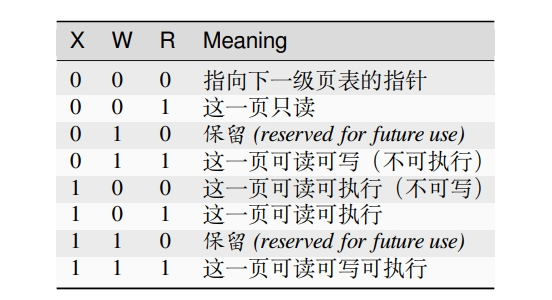 X W R Meaning
0 0 0 指向下一级页表的指针
0 0 1 这一页只读
0 1 0 保留 (reserved for future use)
0 1 1 这一页可读可写（不可执行）
1 0 0 这一页可读可执行（不可写）
1 0 1 这一页可读可执行
1 1 0 保留 (reserved for future use)
1 1 1 这一页可读可写可执行